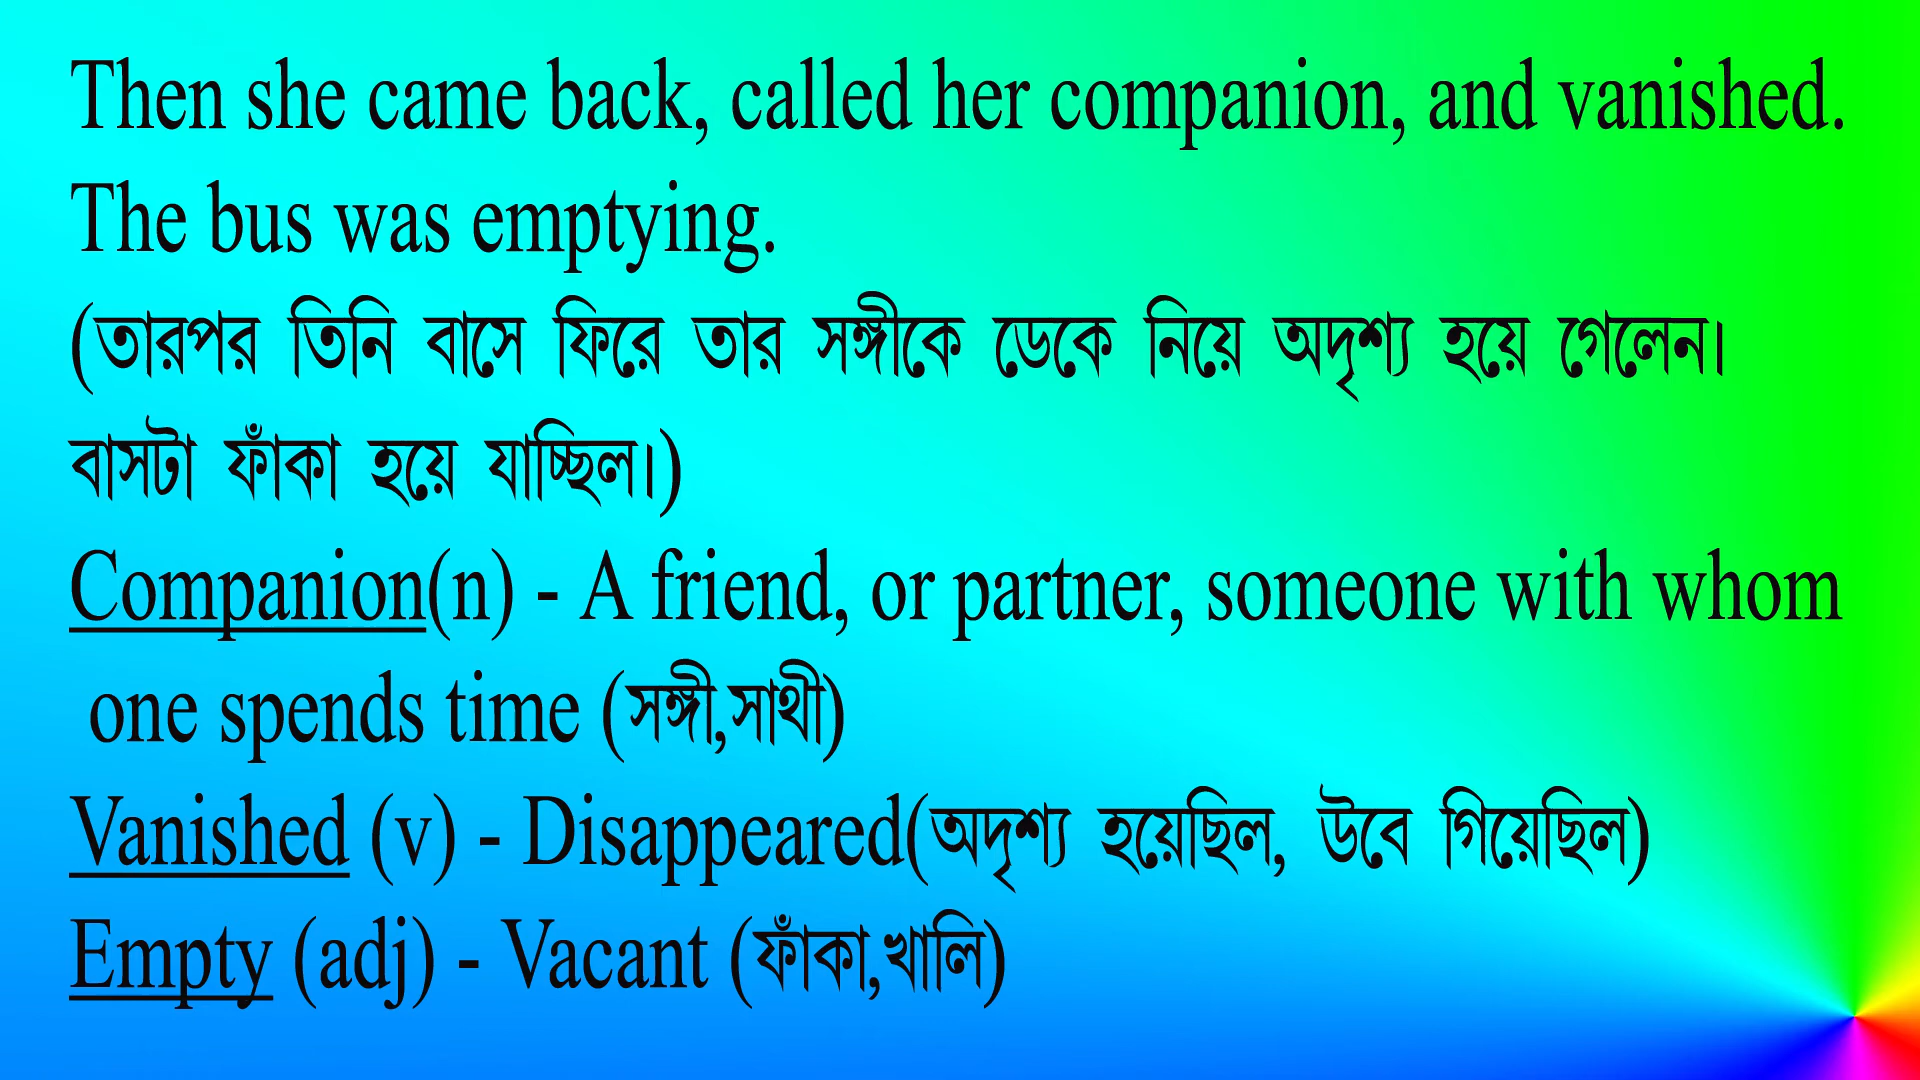 Then she came back, called her companion, and vanished.
The bus was emptying.
(তারপর তিনি বাসে ফিরে তার সঙ্গীকে ডেকে নিয়ে অদৃশ্য হয়ে গেলেন।
বাসটা ফাঁকা হয়ে যাচ্ছিল।)
Companion(n) - A friend, or partner, someone with whom
one spends time (সঙ্গী,সাথী)
Vanished (v) - Disappeared(অদৃশ্য হয়েছিল, উবে গিয়েছিল)
Empty (adj) - Vacant (ফাঁকা,খালি)